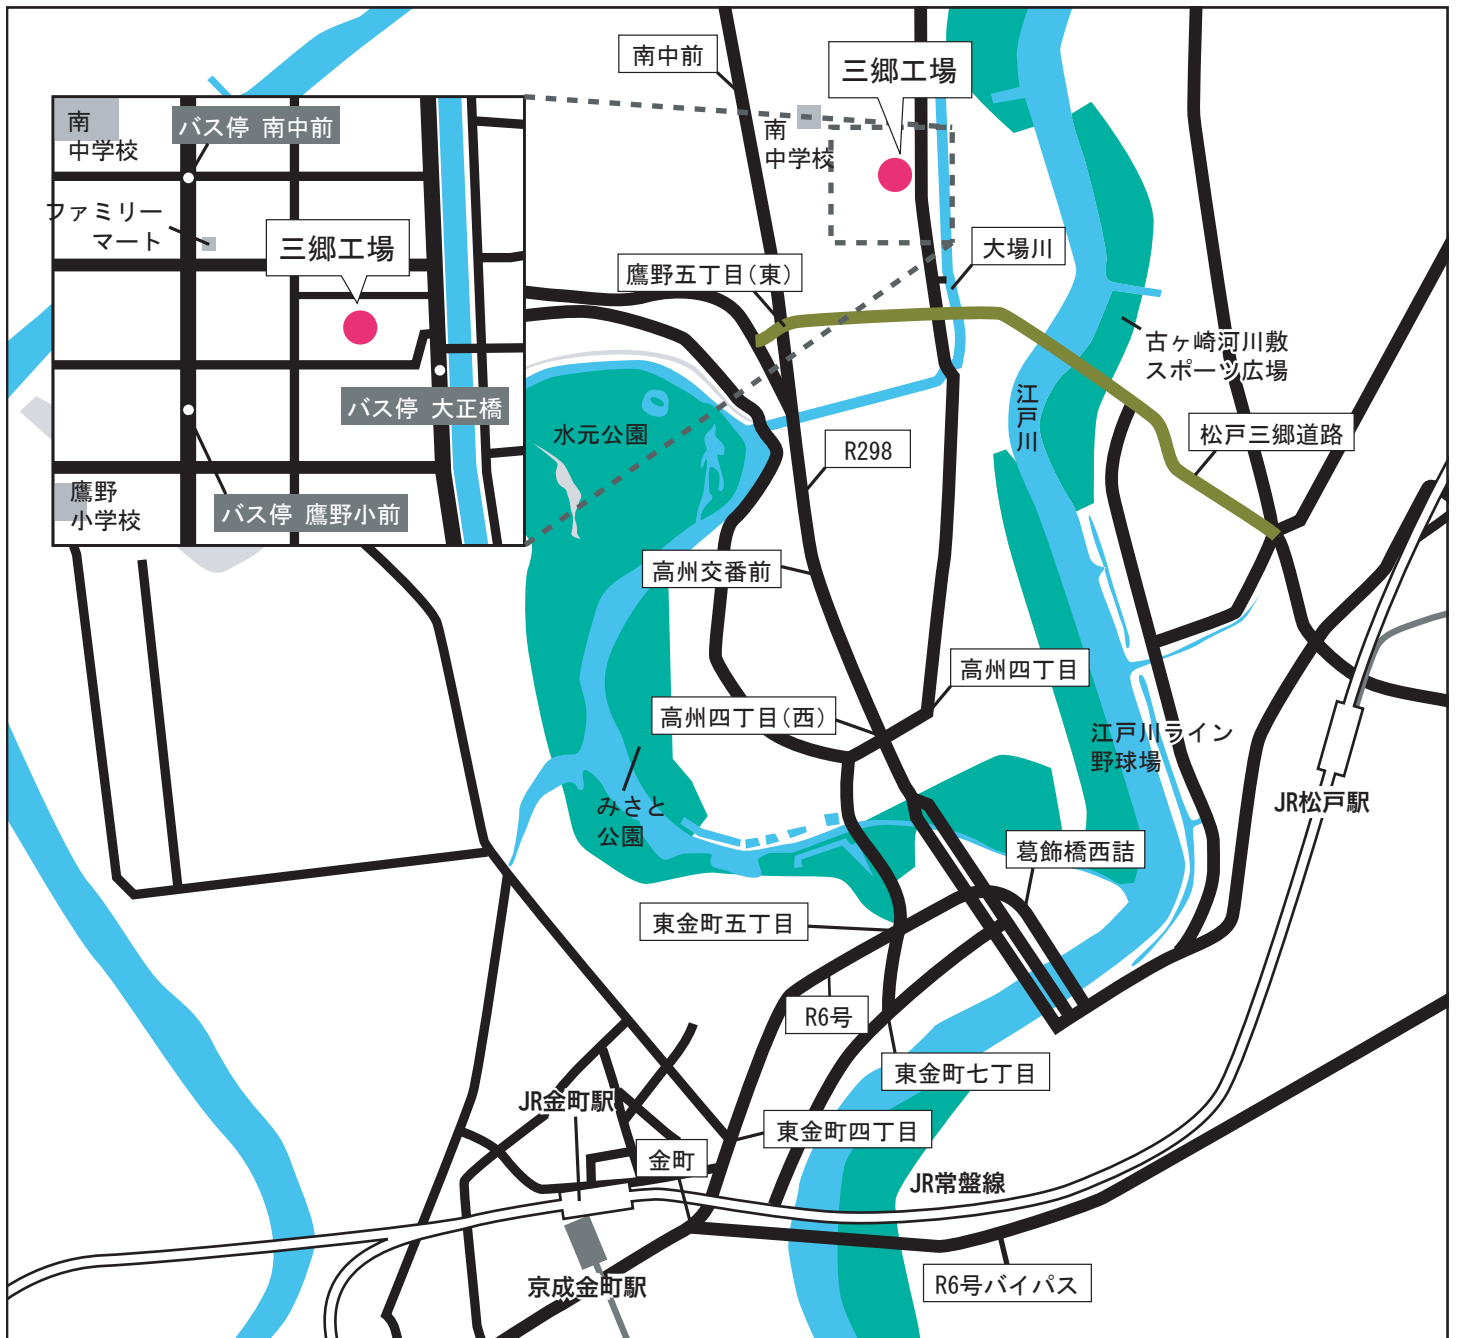 南中前
三郷工場
南
中学校
バス停 南中前
南
中学校
ファミリー
マート
三郷工場
大場川
鷹野五丁目(東)
古ヶ崎河川敷
スポーツ広場
江戸川
バス停 大正橋
水元公園
R298
松戸三郷道路
鷹野
小学校
バス停 鷹野小前
高州交番前
高州四丁目
高州四丁目(西)
江戸川ライン
野球場
みさと
公園
JR松戸駅
葛飾橋西詰
東金町五丁目
R6号
東金町七丁目
JR金町駅
東金町四丁目
金町
JR常盤線
京成金町駅
R6号バイパス